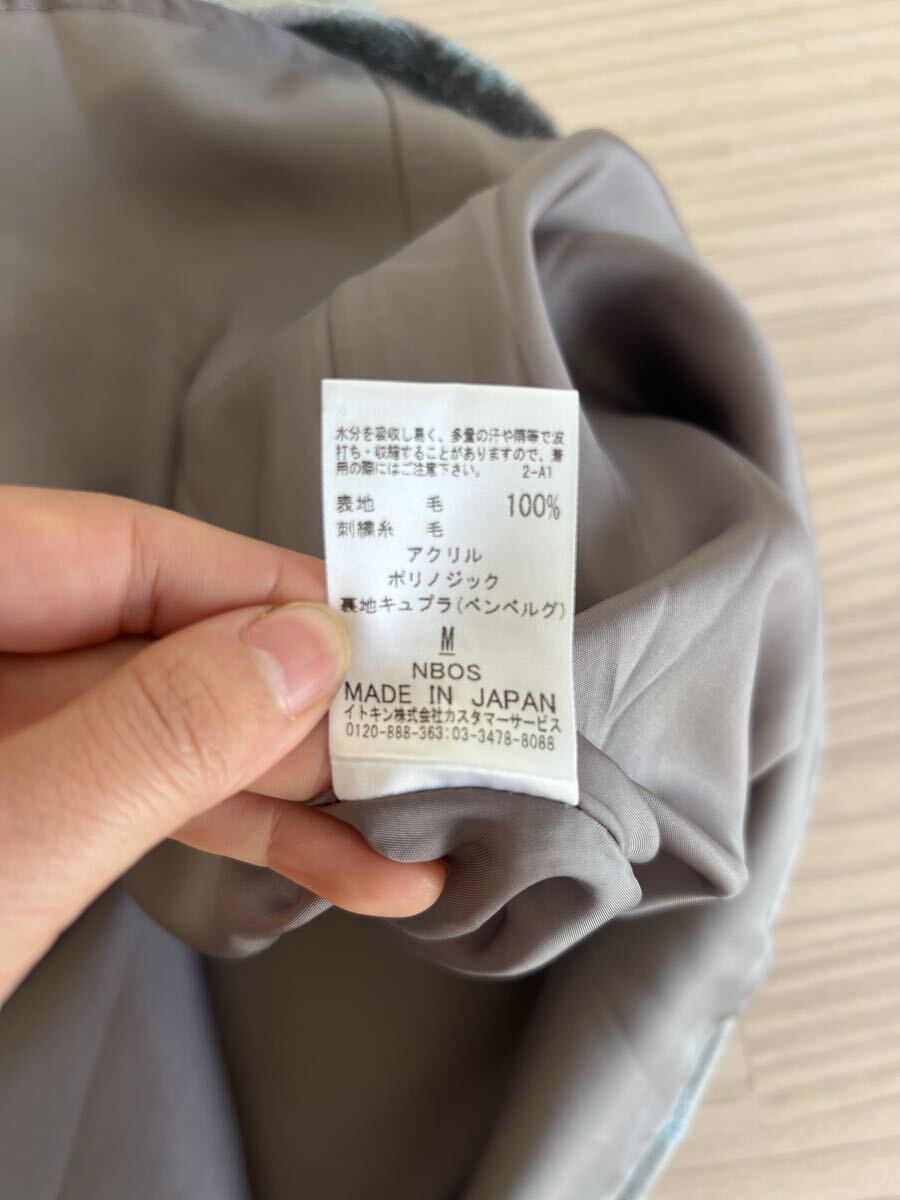 水分を吸収し易く、多量の汗や雨等で波
打ち・収縮することがありますので、着
用の際にはご注意下さい。 2-A1
表地 毛 100%
刺繍糸 毛
アクリル
ポリノジック
裏地キュプラ(ベンベルグ)
M
NBOS
MADE IN JAPAN
イトキン株式会社カスタマーサービス
0120-888-363:03-3478-8088